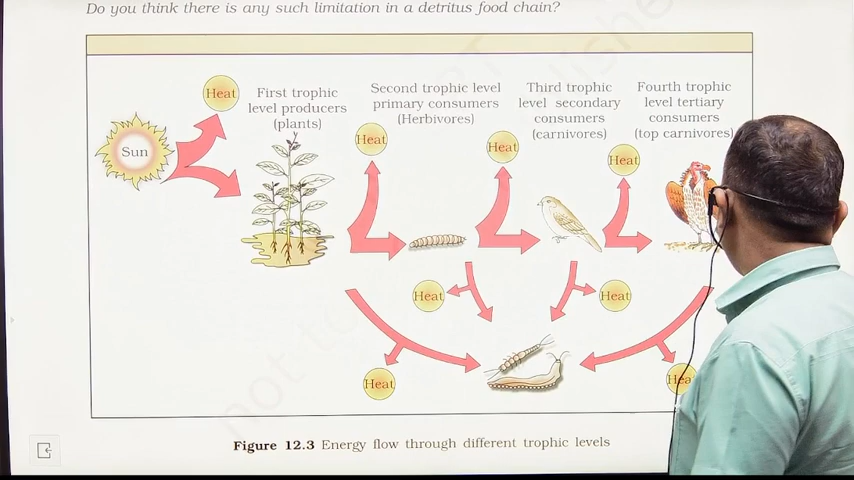 Do you think there is any such limitation in a detritus food chain?
Heat
First trophic
level producers
(plants)
Second trophic level
primary consumers
(Herbivores)
Third trophic
level secondary
consumers
(carnivores)
Fourth trophic
level tertiary
consumers
(top carnivores)
Sun
Heat
Heat
Heat
Heat
Heat
Heat
Hea
Figure 12.3 Energy flow through different trophic levels